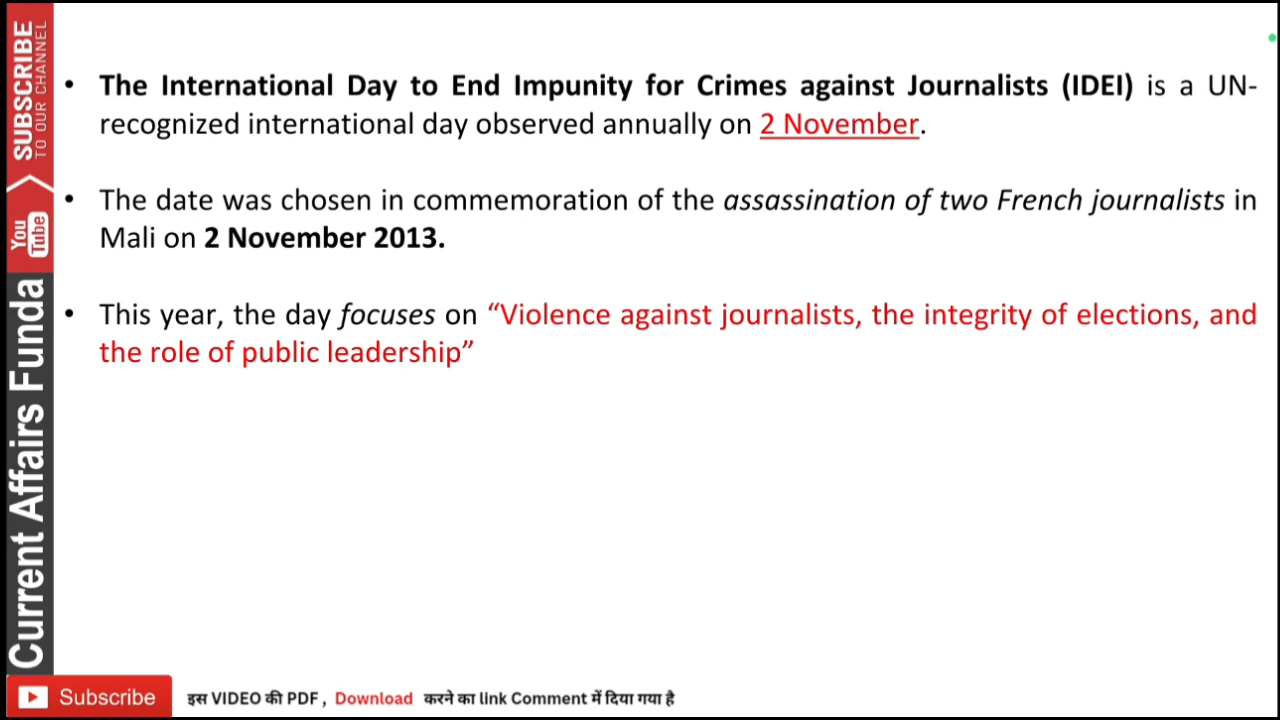 • The International Day to End Impunity for Crimes against Journalists (IDEI) is a UN-
recognized international day observed annually on 2 November.
• The date was chosen in commemoration of the assassination of two French journalists in
Mali on 2 November 2013.
• This year, the day focuses on “Violence against journalists, the integrity of elections, and
the role of public leadership”
SUBSCRIBE
TO OUR CHANNEL
You
Tube
Current Affairs Funda
Subscribe
इस VIDEO की PDF , Download करने का link Comment में दिया गया है